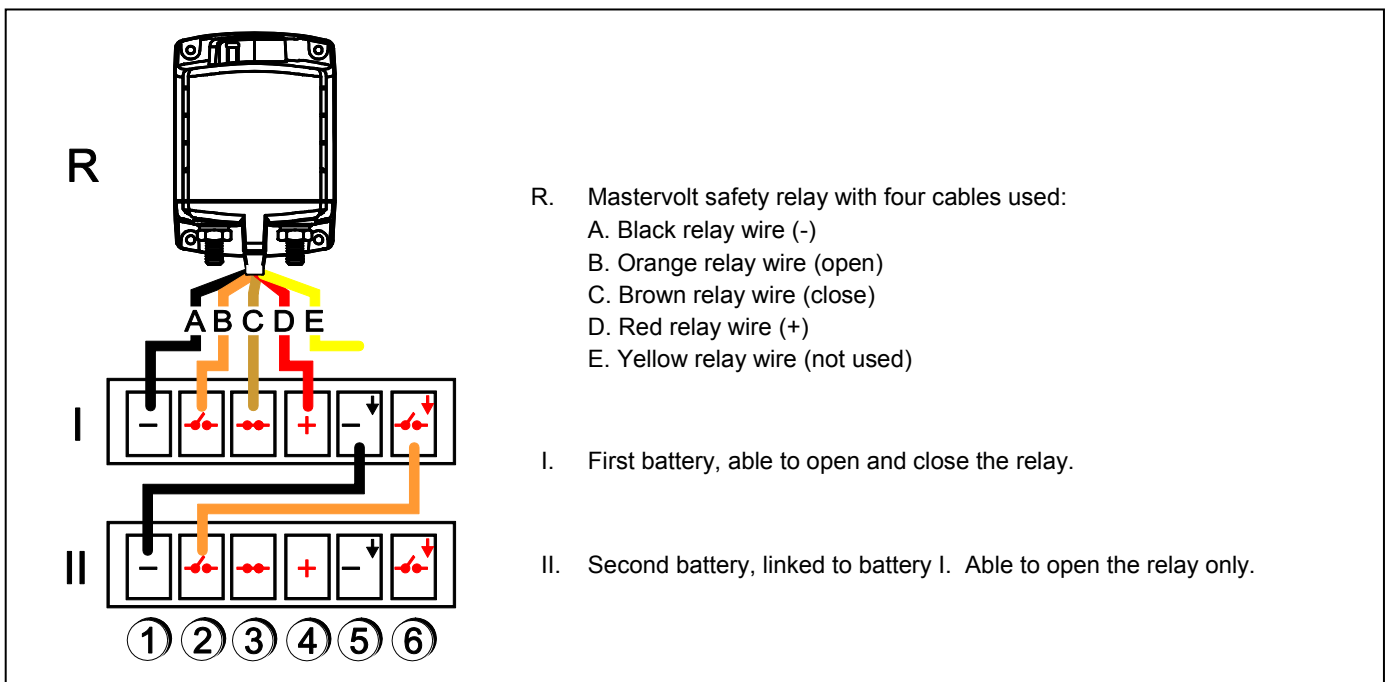 R
R. Mastervolt safety relay with four cables used:
A. Black relay wire (-)
B. Orange relay wire (open)
C. Brown relay wire (close)
D. Red relay wire (+)
E. Yellow relay wire (not used)
A B C D E
I
− + −
I. First battery, able to open and close the relay.
II
− + −
II. Second battery, linked to battery I. Able to open the relay only.
1 2 3 4 5 6